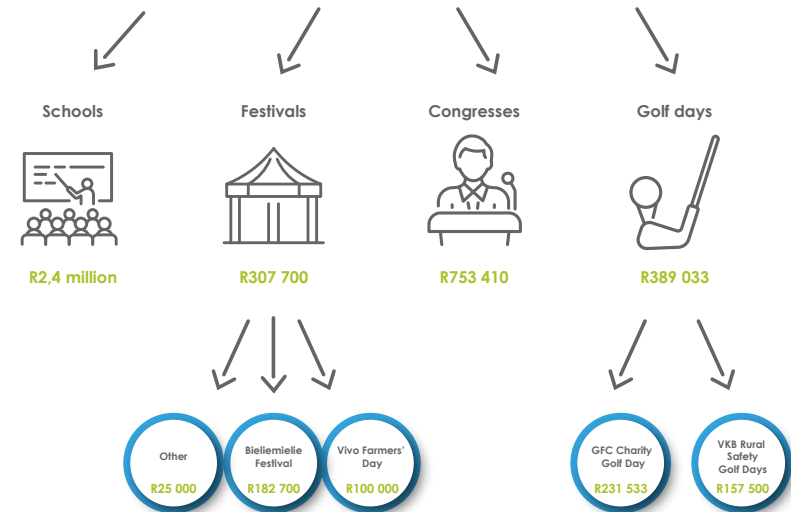 Schools
Festivals
Congresses
Golf days
R2,4 million
R307 700
R753 410
R389 033
Other
R25 000
Bieliemielie
Festival
R182 700
Vivo Farmers'
Day
R100 000
GFC Charity
Golf Day
R231 533
VKB Rural
Safety
Golf Days
R157 500